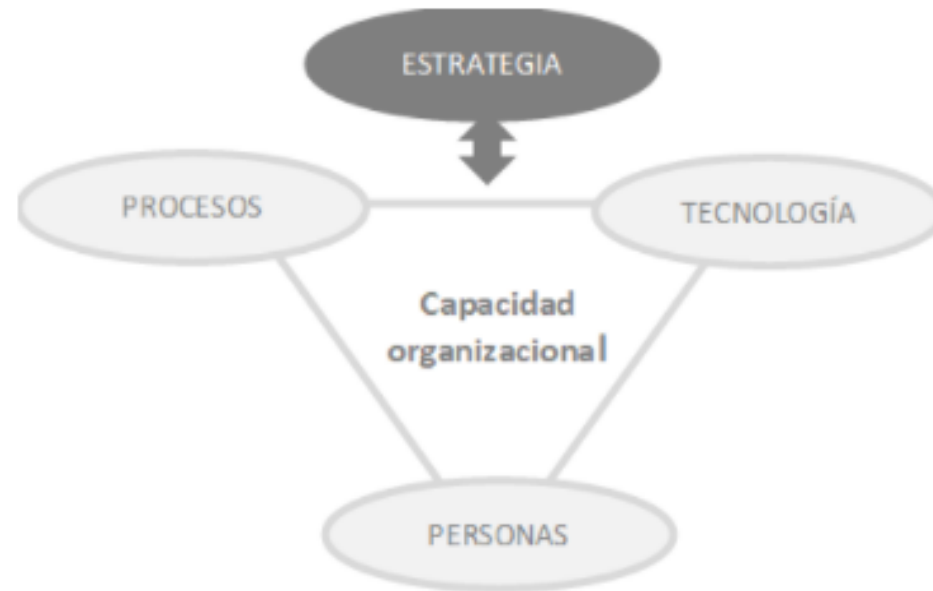 ESTRATEGIA
PROCESOS
TECNOLOGÍA
Capacidad
organizacional
PERSONAS